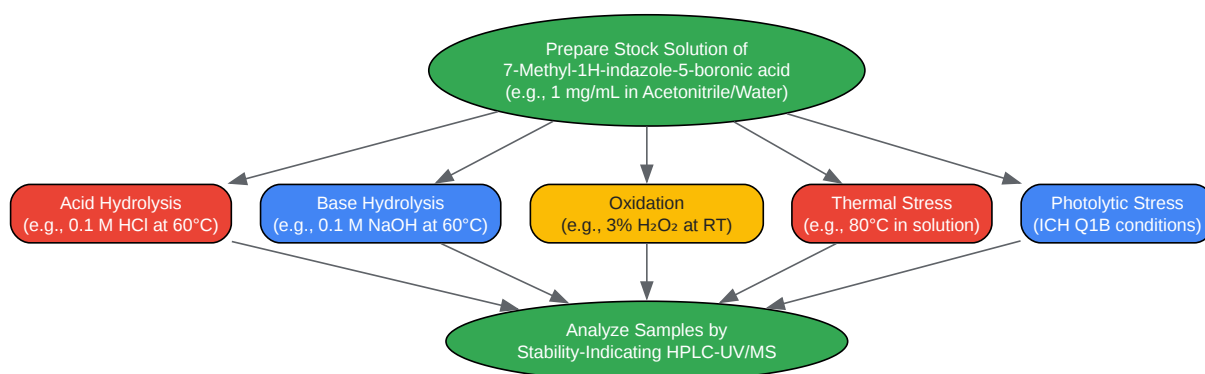 Prepare Stock Solution of
7-Methyl-1H-indazole-5-boronic acid
(e.g., 1 mg/mL in Acetonitrile/Water)
Acid Hydrolysis
(e.g., 0.1 M HCl at 60°C)
Base Hydrolysis
(e.g., 0.1 M NaOH at 60°C)
Oxidation
(e.g., 3% H₂O₂ at RT)
Thermal Stress
(e.g., 80°C in solution)
Photolytic Stress
(ICH Q1B conditions)
Analyze Samples by
Stability-Indicating HPLC-UV/MS